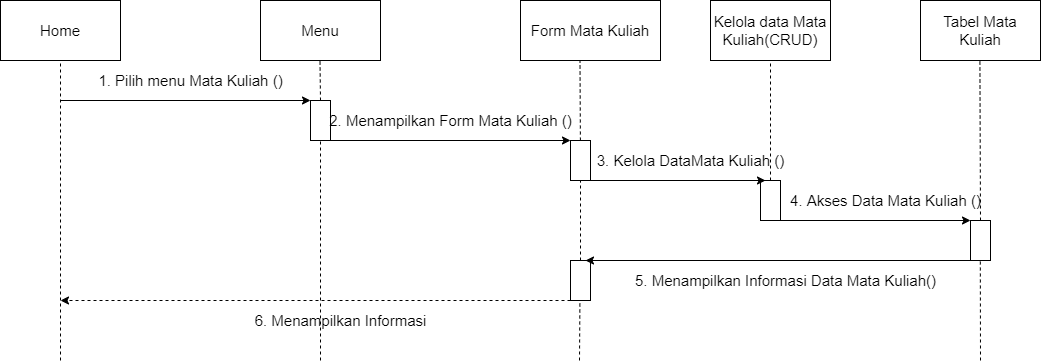 Home
Menu
Form Mata Kuliah
Kelola data Mata
Kuliah(CRUD)
Tabel Mata
Kuliah
1. Pilih menu Mata Kuliah ()
2. Menampilkan Form Mata Kuliah ()
3. Kelola DataMata Kuliah ()
4. Akses Data Mata Kuliah ()
5. Menampilkan Informasi Data Mata Kuliah()
6. Menampilkan Informasi